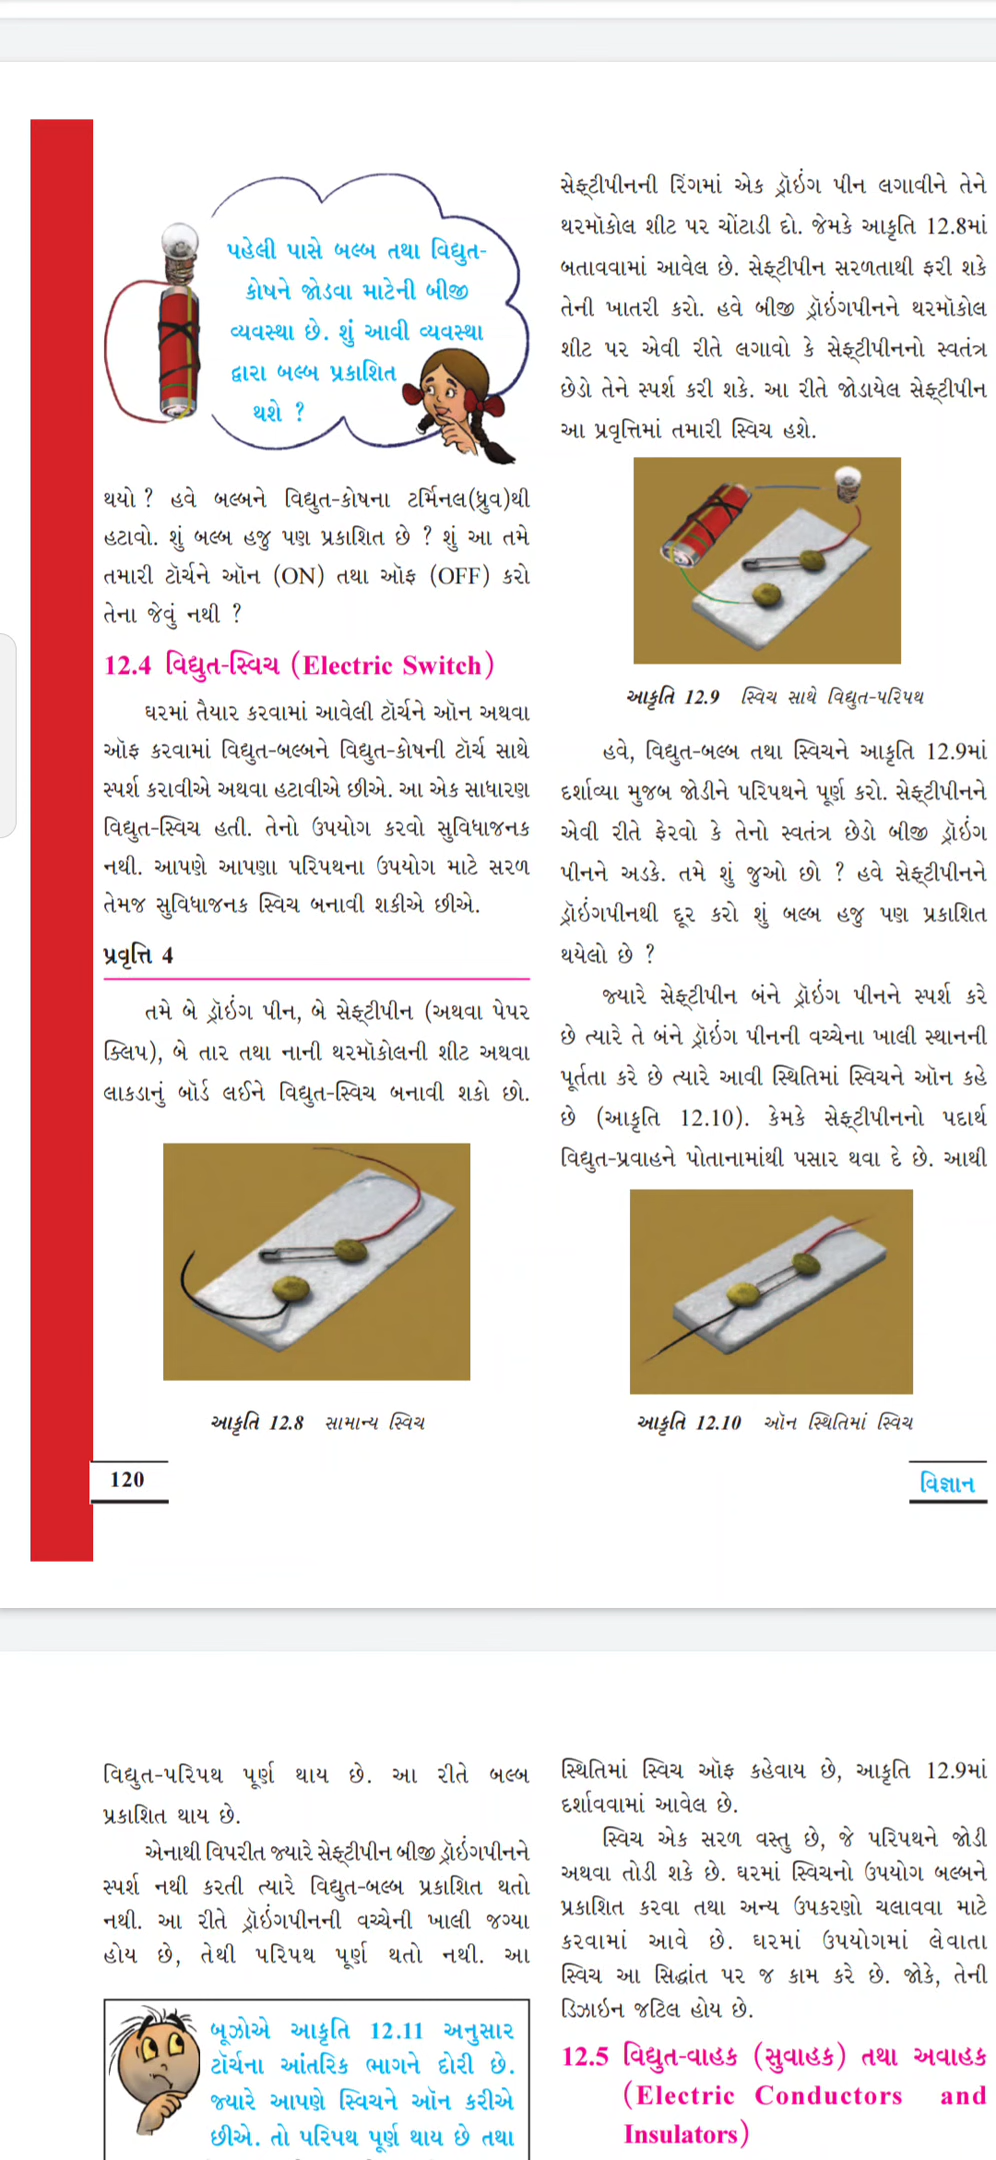 પહેલી પાસે બલ્બ તથા વિદ્યુત-
કોષને જોડવા માટેની બીજી
વ્યવસ્થા છે. શું આવી વ્યવસ્થા
દ્વારા બલ્બ પ્રકાશિત
થશે ?
થયો ? હવે બલ્બને વિદ્યુત-કોષના ટર્મિનલ(ધ્રુવ)થી
હટાવો. શું બલ્બ હજુ પણ પ્રકાશિત છે ? શું આ તમે
તમારી ટૉર્ચને ઑન (ON) તથા ઑફ (OFF) કરો
તેના જેવું નથી ?
12.4 વિદ્યુત-સ્વિચ (Electric Switch)
ઘરમાં તૈયાર કરવામાં આવેલી ટૉર્ચને ઑન અથવા
ઑફ કરવામાં વિદ્યુત-બલ્બને વિદ્યુત-કોષની ટૉર્ચ સાથે
સ્પર્શ કરાવીએ અથવા હટાવીએ છીએ. આ એક સાધારણ
વિદ્યુત-સ્વિચ હતી. તેનો ઉપયોગ કરવો સુવિધાજનક
નથી. આપણે આપણા પરિપથના ઉપયોગ માટે સરળ
તેમજ સુવિધાજનક સ્વિચ બનાવી શકીએ છીએ.
પ્રવૃત્તિ 4
તમે બે ડ્રૉઇંગ પીન, બે સેફ્ટીપીન (અથવા પેપર
ક્લિપ), બે તાર તથા નાની થરમૉકોલની શીટ અથવા
લાકડાનું બૉર્ડ લઈને વિદ્યુત-સ્વિચ બનાવી શકો છો.
આકૃતિ 12.8 સામાન્ય સ્વિચ
સેફ્ટીપીનની રિંગમાં એક ડ્રૉઇંગ પીન લગાવીને તેને
થરમૉકોલ શીટ પર ચોંટાડી દો. જેમકે આકૃતિ 12.8માં
બતાવવામાં આવેલ છે. સેફ્ટીપીન સરળતાથી ફરી શકે
તેની ખાતરી કરો. હવે બીજી ડ્રૉઇંગપીનને થરમૉકોલ
શીટ પર એવી રીતે લગાવો કે સેફ્ટીપીનનો સ્વતંત્ર
છેડો તેને સ્પર્શ કરી શકે. આ રીતે જોડાયેલ સેફ્ટીપીન
આ પ્રવૃત્તિમાં તમારી સ્વિચ હશે.
આકૃતિ 12.9 સ્વિચ સાથે વિદ્યુત-પરિપથ
હવે, વિદ્યુત-બલ્બ તથા સ્વિચને આકૃતિ 12.9માં
દર્શાવ્યા મુજબ જોડીને પરિપથને પૂર્ણ કરો. સેફ્ટીપીનને
એવી રીતે ફેરવો કે તેનો સ્વતંત્ર છેડો બીજી ડ્રૉઇંગ
પીનને અડકે. તમે શું જુઓ છો ? હવે સેફ્ટીપીનને
ડ્રૉઇંગપીનથી દૂર કરો શું બલ્બ હજુ પણ પ્રકાશિત
થયેલો છે ?
જ્યારે સેફ્ટીપીન બંને ડ્રૉઇંગ પીનને સ્પર્શ કરે
છે ત્યારે તે બંને ડ્રૉઇંગ પીનની વચ્ચેના ખાલી સ્થાનની
પૂર્તતા કરે છે ત્યારે આવી સ્થિતિમાં સ્વિચને ઑન કહે
છે (આકૃતિ 12.10). કેમકે સેફ્ટીપીનનો પદાર્થ
વિદ્યુત-પ્રવાહને પોતાનામાંથી પસાર થવા દે છે. આથી
આકૃતિ 12.10 ઑન સ્થિતિમાં સ્વિચ
120
વિજ્ઞાન
વિદ્યુત-પરિપથ પૂર્ણ થાય છે. આ રીતે બલ્બ
પ્રકાશિત થાય છે.
એનાથી વિપરીત જ્યારે સેફ્ટીપીન બીજી ડ્રૉઇંગપીનને
સ્પર્શ નથી કરતી ત્યારે વિદ્યુત-બલ્બ પ્રકાશિત થતો
નથી. આ રીતે ડ્રૉઇંગપીનની વચ્ચેની ખાલી જગ્યા
હોય છે, તેથી પરિપથ પૂર્ણ થતો નથી. આ
બૂઝોએ આકૃતિ 12.11 અનુસાર
ટૉર્ચના આંતરિક ભાગને દોરી છે.
જ્યારે આપણે સ્વિચને ઑન કરીએ
છીએ. તો પરિપથ પૂર્ણ થાય છે તથા
સ્થિતિમાં સ્વિચ ઑફ કહેવાય છે, આકૃતિ 12.9માં
દર્શાવવામાં આવેલ છે.
સ્વિચ એક સરળ વસ્તુ છે, જે પરિપથને જોડી
અથવા તોડી શકે છે. ઘરમાં સ્વિચનો ઉપયોગ બલ્બને
પ્રકાશિત કરવા તથા અન્ય ઉપકરણો ચલાવવા માટે
કરવામાં આવે છે. ઘરમાં ઉપયોગમાં લેવાતા
સ્વિચ આ સિદ્ધાંત પર જ કામ કરે છે. જોકે, તેની
ડિઝાઇન જટિલ હોય છે.
12.5 વિદ્યુત-વાહક (સુવાહક) તથા અવાહક
(Electric Conductors and
Insulators)